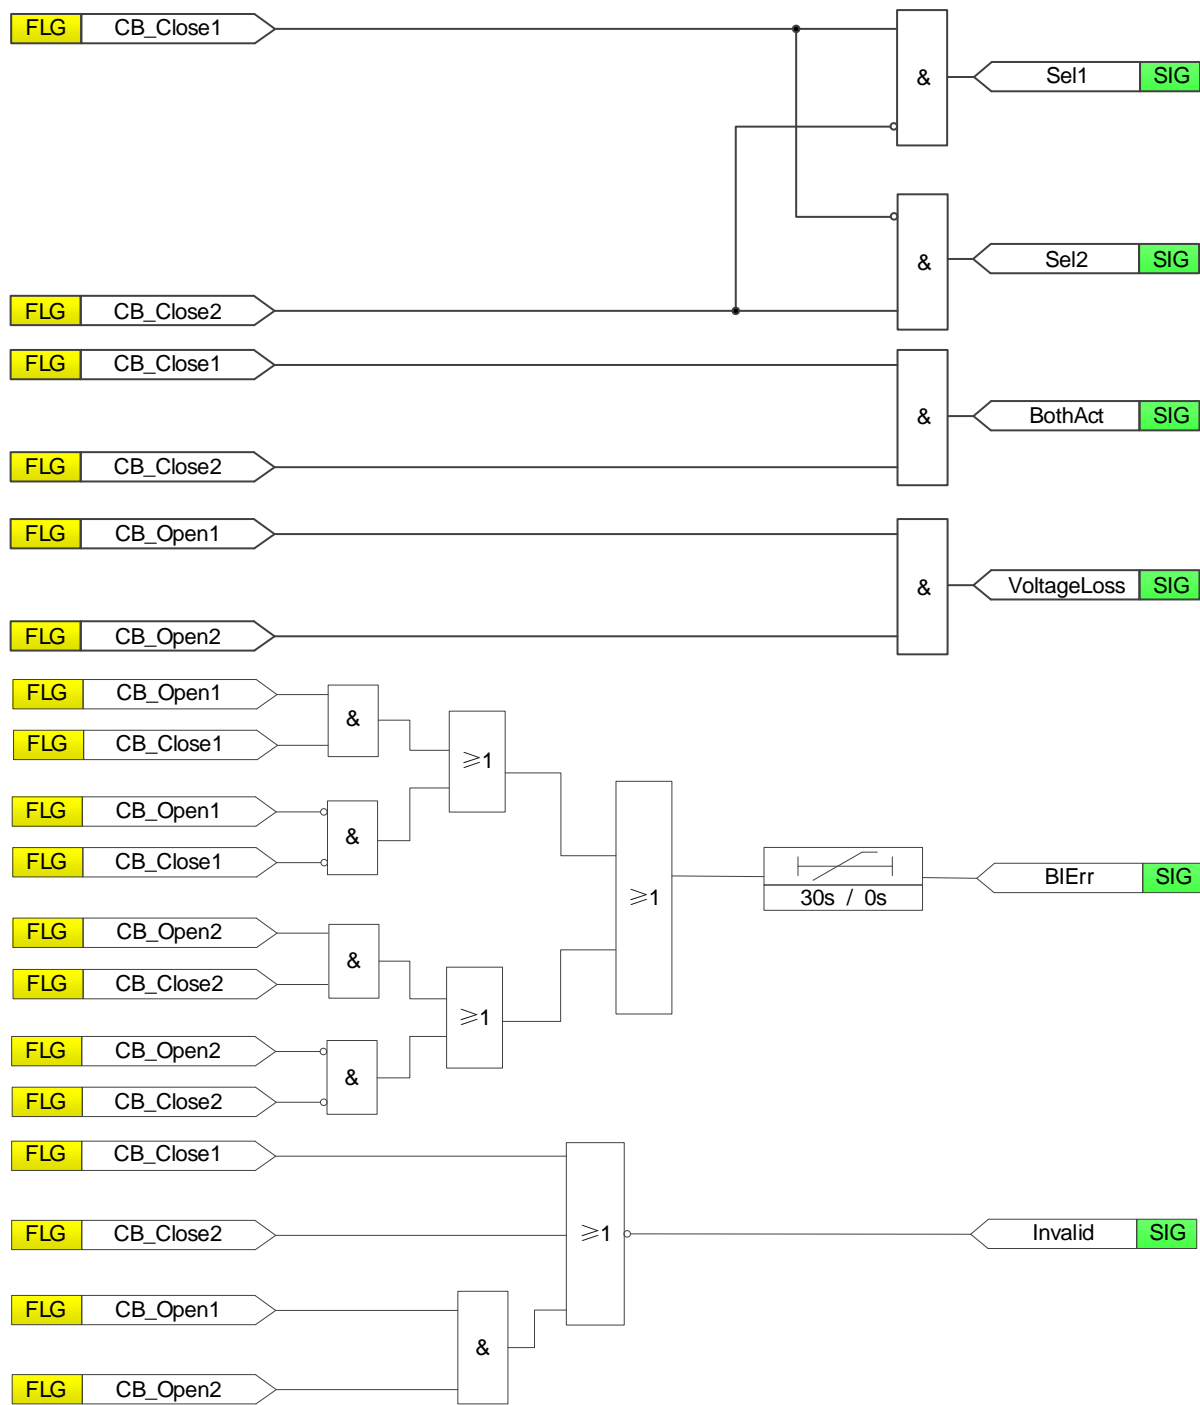 FLG CB_Close1
& Sel1 SIG
& Sel2 SIG
FLG CB_Close2
FLG CB_Close1
& BothAct SIG
FLG CB_Close2
FLG CB_Open1
& VoltageLoss SIG
FLG CB_Open2
FLG CB_Open1
&
FLG CB_Close1
≥1
FLG CB_Open1
&
FLG CB_Close1
≥1
30s / 0s
BIErr SIG
FLG CB_Open2
&
FLG CB_Close2
≥1
FLG CB_Open2
&
FLG CB_Close2
FLG CB_Close1
FLG CB_Close2
≥1
Invalid SIG
FLG CB_Open1
&
FLG CB_Open2